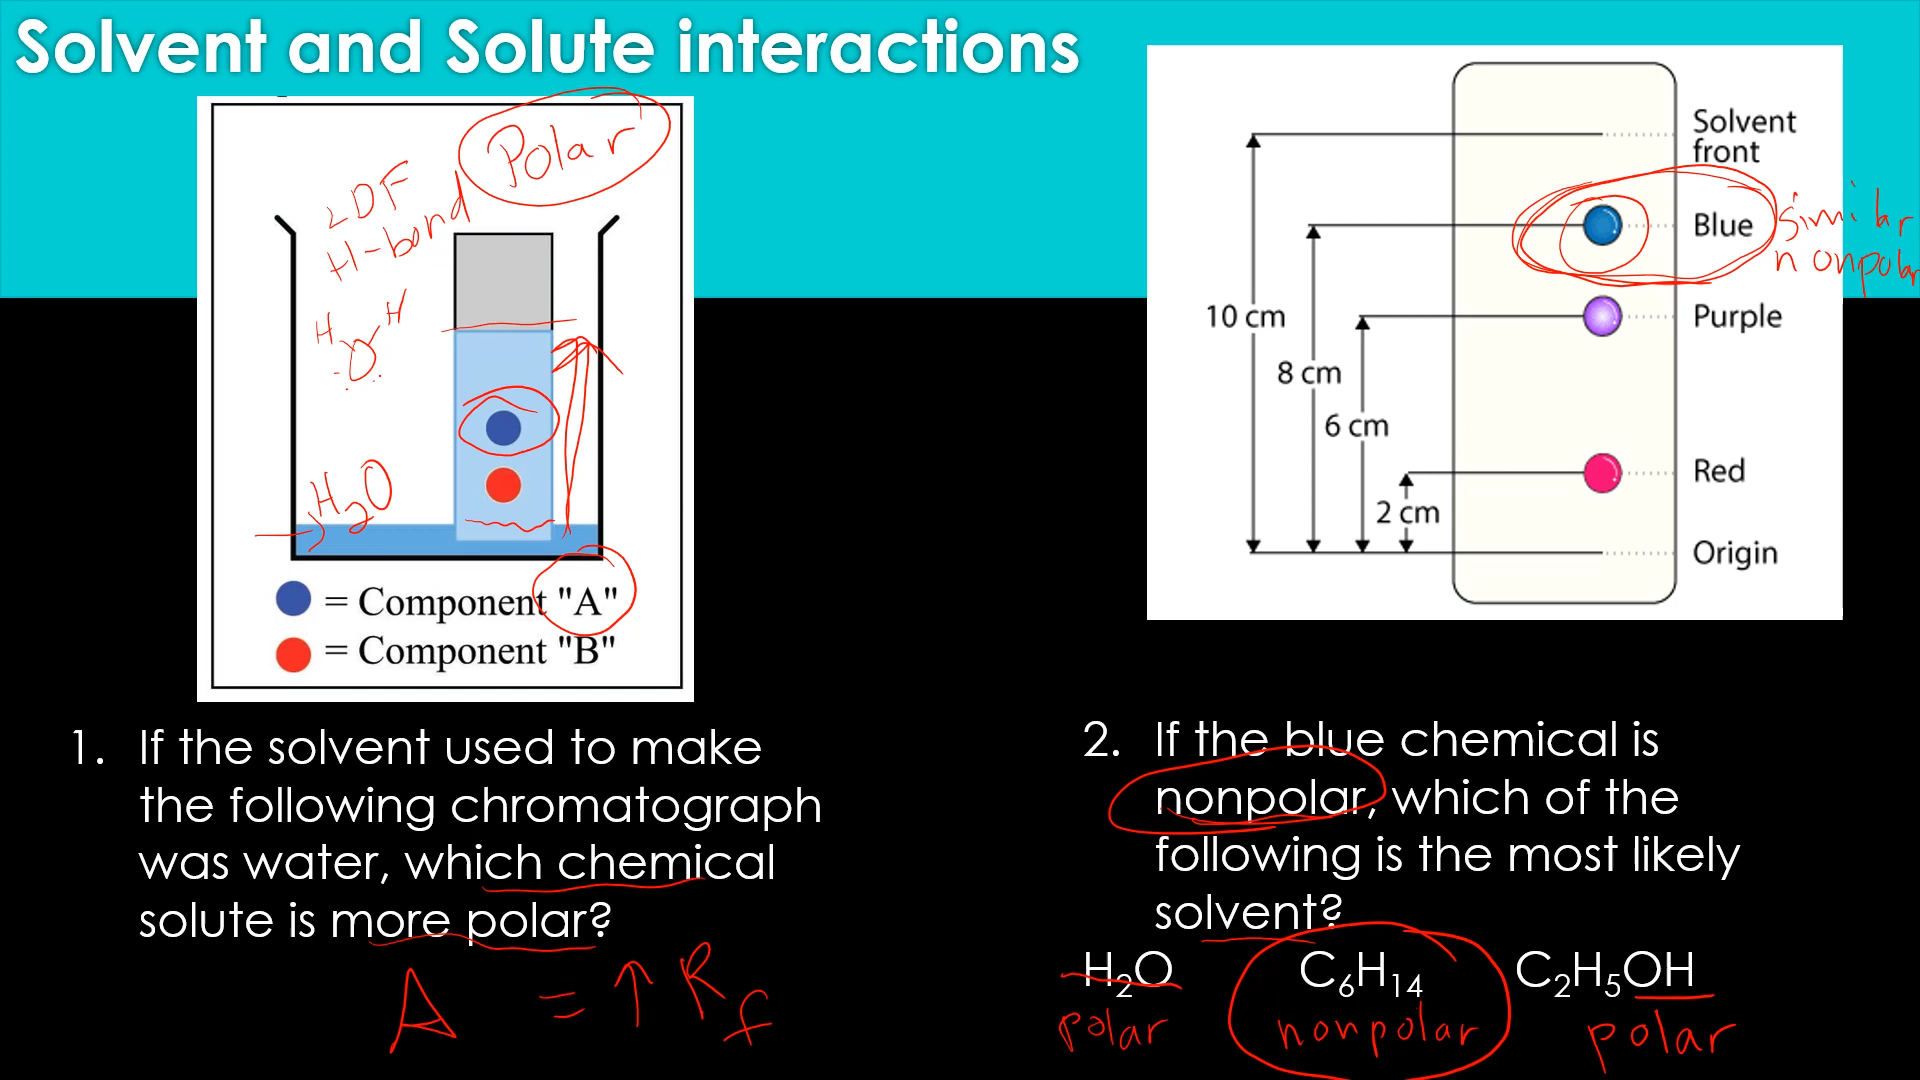 Solvent and Solute interactions
Polar
LDF
H-bond
H H
O
H2O
= Component "A"
= Component "B"
1. If the solvent used to make
the following chromatograph
was water, which chemical
solute is more polar?
A = ↑ Rf
Solvent
front
Blue
similar
nonpolar
Purple
10 cm
8 cm
6 cm
Red
2 cm
Origin
2. If the blue chemical is
nonpolar, which of the
following is the most likely
solvent?
H₂O C₆H₁₄ C₂H₅OH
polar nonpolar polar